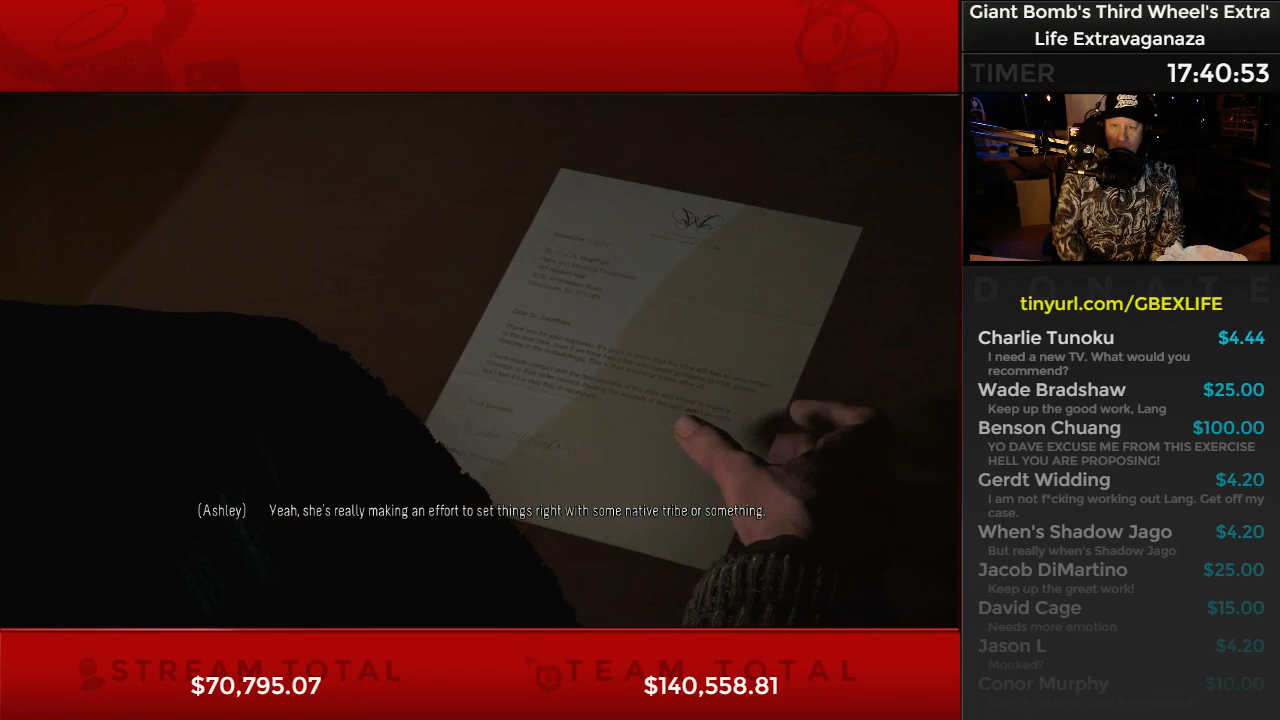 Giant Bomb's Third Wheel's Extra
Life Extravaganaza
TIMER
17:40:53
DONATE
tinyurl.com/GBEXLIFE
Charlie Tunoku $4.44
I need a new TV. What would you
recommend?
Wade Bradshaw $25.00
Keep up the good work, Lang
Benson Chuang $100.00
YO DAVE EXCUSE ME FROM THIS EXERCISE
HELL YOU ARE PROPOSING!
Gerdt Widding $4.20
I am not f*cking working out Lang. Get off my
case.
When's Shadow Jago $4.20
But really when's Shadow Jago
Jacob DiMartino $25.00
Keep up the great work!
David Cage $15.00
Needs more emotion
Jason L $4.20
Monked?
Conor Murphy $10.00
W
Dear Dr.
(Ashley) Yeah, she's really making an effort to set things right with some native tribe or something.
STREAM TOTAL
$70,795.07
TEAM TOTAL
$140,558.81